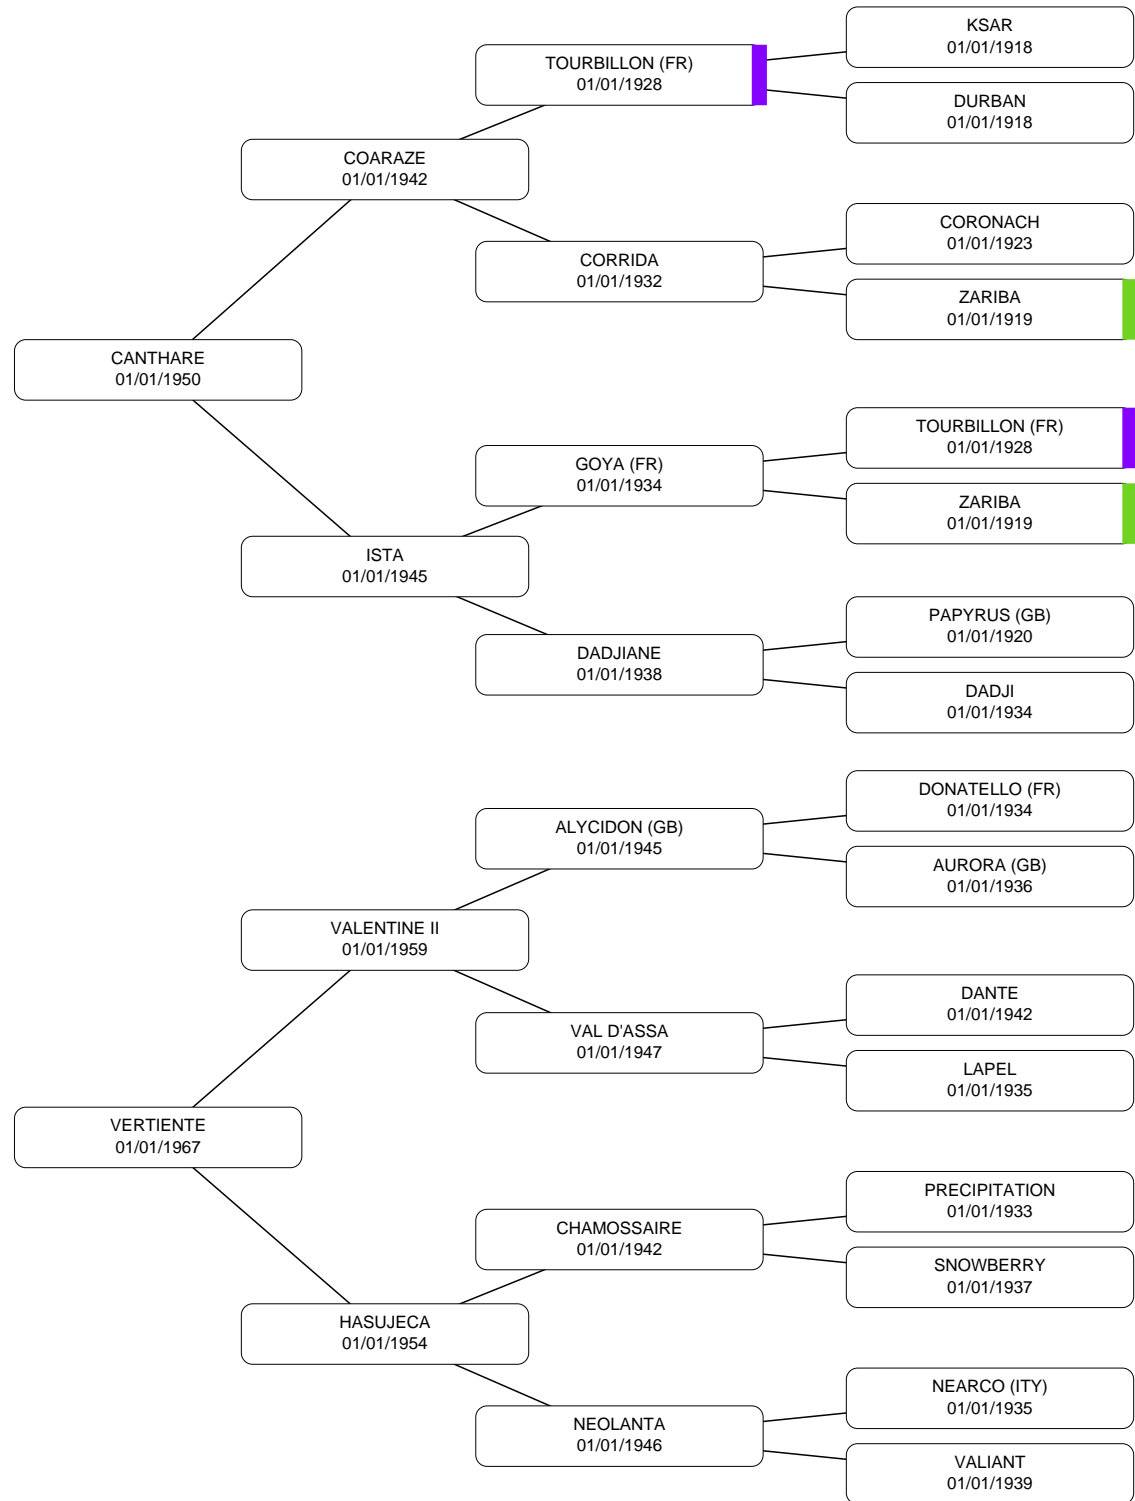 KSAR
01/01/1918
TOURBILLON (FR)
01/01/1928
DURBAN
01/01/1918
COARAZE
01/01/1942
CORONACH
01/01/1923
CORRIDA
01/01/1932
ZARIBA
01/01/1919
CANTHARE
01/01/1950
TOURBILLON (FR)
01/01/1928
GOYA (FR)
01/01/1934
ZARIBA
01/01/1919
ISTA
01/01/1945
PAPYRUS (GB)
01/01/1920
DADJIANE
01/01/1938
DADJI
01/01/1934
DONATELLO (FR)
01/01/1934
ALYCIDON (GB)
01/01/1945
AURORA (GB)
01/01/1936
VALENTINE II
01/01/1959
DANTE
01/01/1942
VAL D'ASSA
01/01/1947
LAPEL
01/01/1935
VERTIENTE
01/01/1967
PRECIPITATION
01/01/1933
CHAMOSSAIRE
01/01/1942
SNOWBERRY
01/01/1937
HASUJECA
01/01/1954
NEARCO (ITY)
01/01/1935
NEOLANTA
01/01/1946
VALIANT
01/01/1939